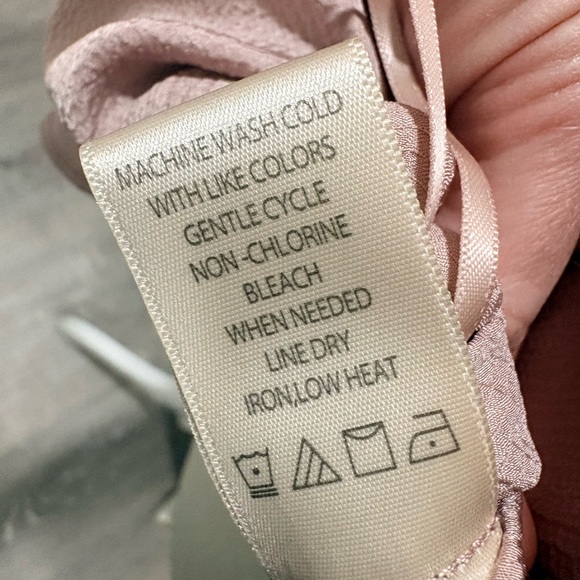 MACHINE WASH COLD
WITH LIKE COLORS
GENTLE CYCLE
NON-CHLORINE
BLEACH
WHEN NEEDED
LINE DRY
IRON,LOW HEAT